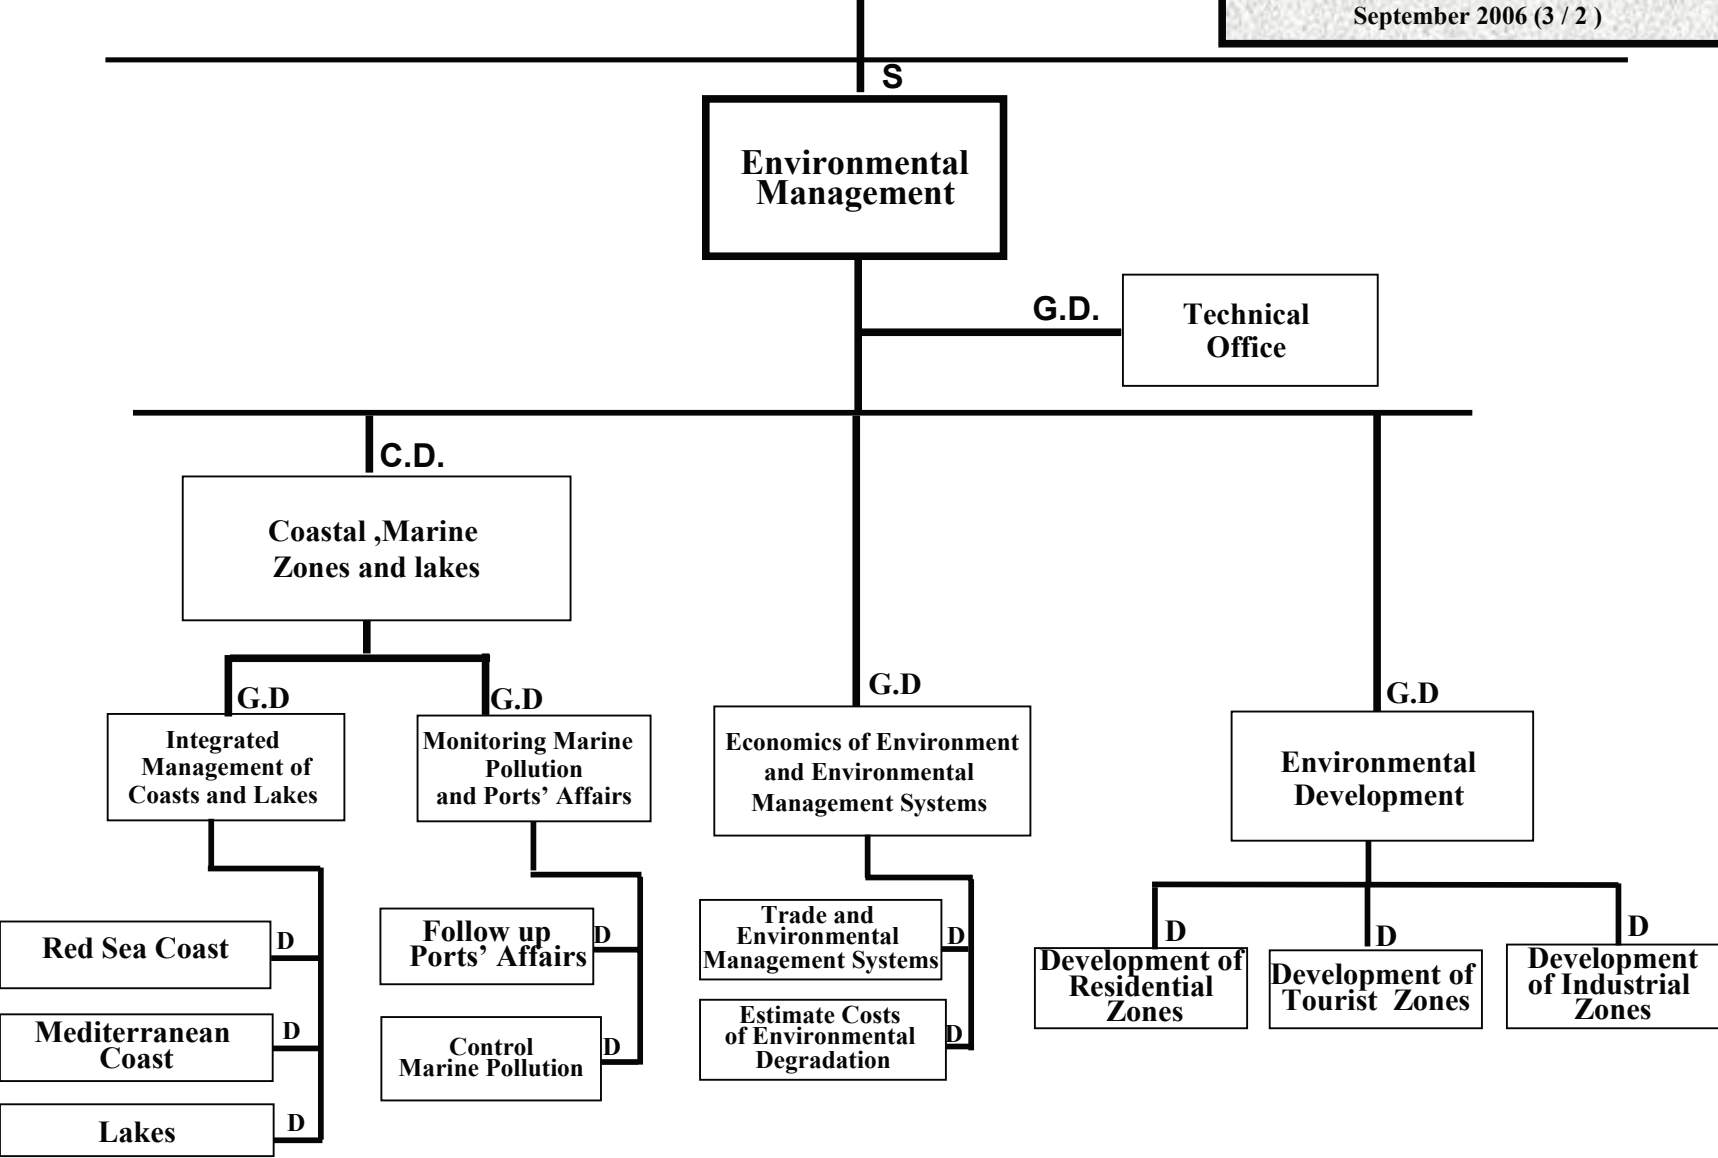 September 2006 (3 / 2 )
S
Environmental
Management
G.D.
Technical
Office
C.D.
Coastal ,Marine
Zones and lakes
G.D
G.D
G.D
G.D
Integrated
Management of
Coasts and Lakes
Monitoring Marine
Pollution
and Ports’ Affairs
Economics of Environment
and Environmental
Management Systems
Environmental
Development
Red Sea Coast
D
Mediterranean
Coast
D
Lakes
D
Follow up
Ports’ Affairs
D
Control
Marine Pollution
D
Trade and
Environmental
Management Systems
D
Estimate Costs
of Environmental
Degradation
D
D
Development of
Residential
Zones
D
Development of
Tourist Zones
D
Development
of Industrial
Zones